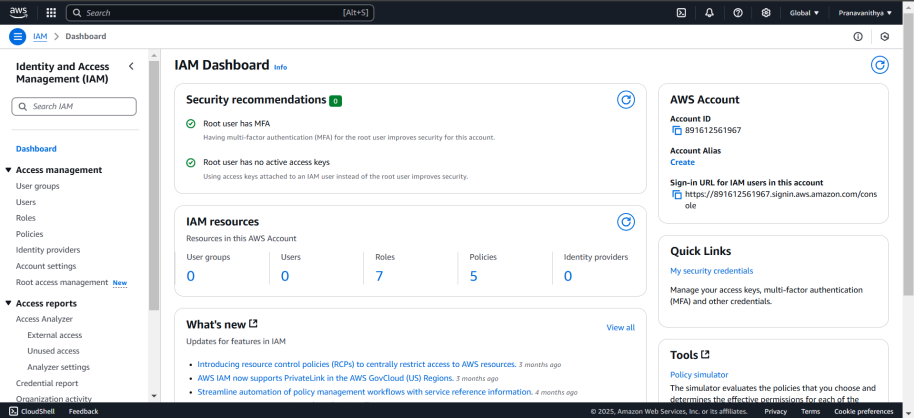 aws
Search [Alt+S]
Global Pranavanithya
IAM > Dashboard
Identity and Access
Management (IAM)
Search IAM
Dashboard
Access management
User groups
Users
Roles
Policies
Identity providers
Account settings
Root access management New
Access reports
Access Analyzer
External access
Unused access
Analyzer settings
Credential report
Organization activity
IAM Dashboard Info
Security recommendations 0
Root user has MFA
Having multi-factor authentication (MFA) for the root user improves security for this account.
Root user has no active access keys
Using access keys attached to an IAM user instead of the root user improves security.
IAM resources
Resources in this AWS Account
User groups Users Roles Policies Identity providers
0 0 7 5 0
What's new View all
Updates for features in IAM
• Introducing resource control policies (RCPs) to centrally restrict access to AWS resources. 3 months ago
• AWS IAM now supports PrivateLink in the AWS GovCloud (US) Regions. 3 months ago
• Streamline automation of policy management workflows with service reference information. 4 months ago
AWS Account
Account ID
891612561967
Account Alias
Create
Sign-in URL for IAM users in this account
https://891612561967.signin.aws.amazon.com/cons
ole
Quick Links
My security credentials
Manage your access keys, multi-factor authentication
(MFA) and other credentials.
Tools
Policy simulator
The simulator evaluates the policies that you choose and
determines the effective permissions for each of the
CloudShell Feedback © 2025, Amazon Web Services, Inc. or its affiliates. Privacy Terms Cookie preferences